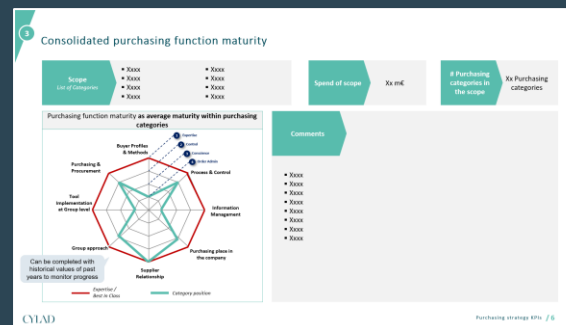 3
Consolidated purchasing function maturity
Scope
List of Categories
• Xxxx
• Xxxx
• Xxxx
• Xxxx
• Xxxx
• Xxxx
• Xxxx
• Xxxx
Spend of scope
Xx m€
# Purchasing
categories in
the scope
Xx Purchasing
categories
Purchasing function maturity as average maturity within purchasing
categories
Expertise
Control
Conscious
Order Admin
Buyer Profiles
& Methods
Process & Control
Information
Management
Purchasing place in
the company
Supplier
Relationship
Group approach
Tool
Implementation
at Group level
Purchasing &
Procurement
Can be completed with
historical values of past
years to monitor progress
Expertise /
Best in Class
Category position
Comments
• Xxxx
• Xxxx
• Xxxx
• Xxxx
• Xxxx
• Xxxx
• Xxxx
• Xxxx
CYLAD
Purchasing strategy KPIs / 6